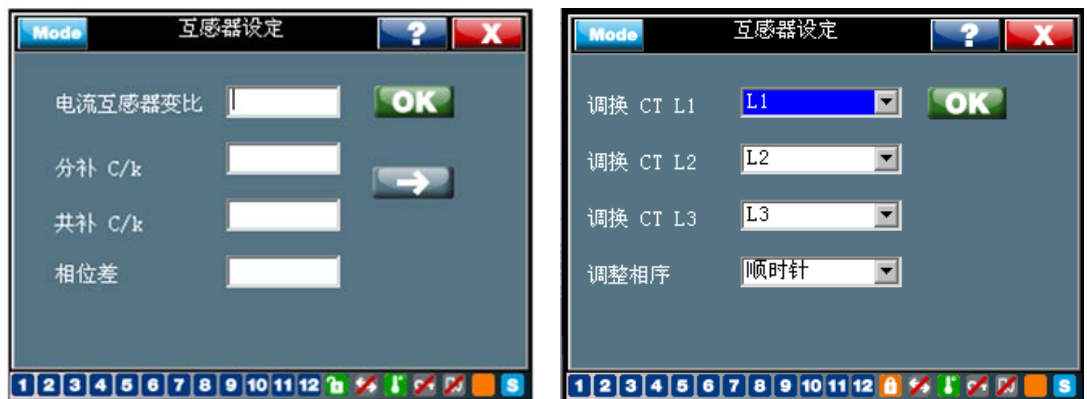 Mode 互感器设定 ? X
电流互感器变比 OK
分补 C/k
共补 C/k
相位差
1 2 3 4 5 6 7 8 9 10 11 12 S
Mode 互感器设定 ? X
调换 CT L1 L1 OK
调换 CT L2 L2
调换 CT L3 L3
调整相序 顺时针
1 2 3 4 5 6 7 8 9 10 11 12 S